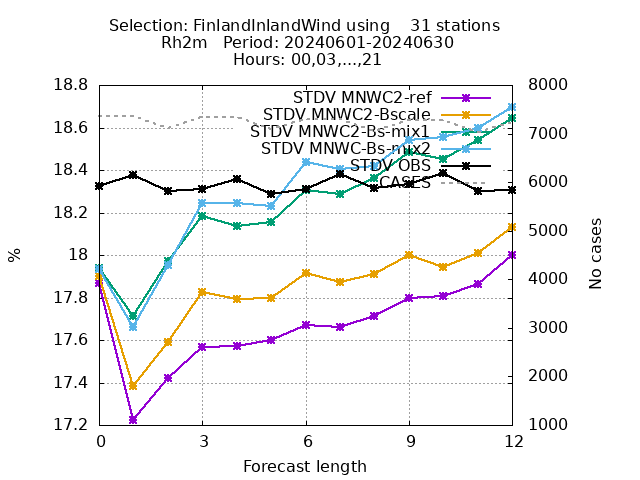 Selection: FinlandInlandWind using    31 stations
Rh2m   Period: 20240601-20240630
Hours: 00,03,...,21
STDV MNWC2-ref
STDV MNWC2-Bscale
STDV MNWC2-Bs-mix1
STDV MNWC-Bs-mix2
STDV OBS
CASES
18.8
18.6
18.4
18.2
18
17.8
17.6
17.4
17.2
8000
7000
6000
5000
4000
3000
2000
1000
%
No cases
0 3 6 9 12
Forecast length